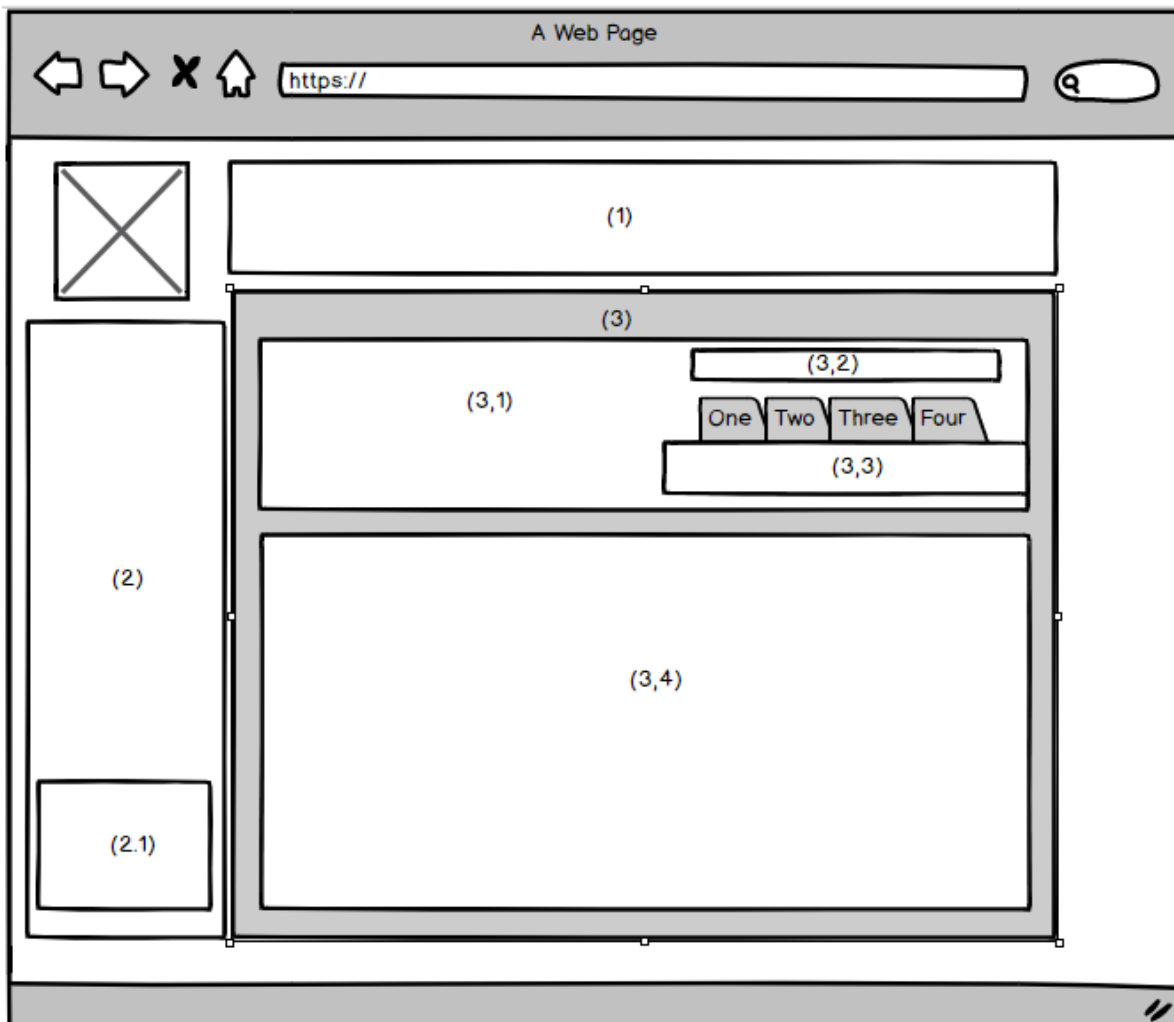 A Web Page
https://
(1)
(3)
(3,2)
(3,1)
One Two Three Four
(3,3)
(2)
(3,4)
(2.1)